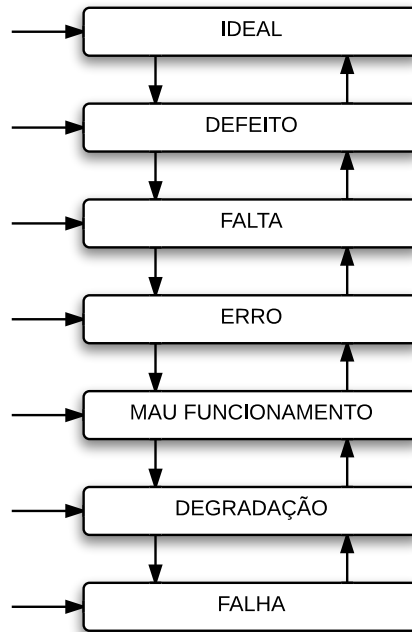 IDEAL
DEFEITO
FALTA
ERRO
MAU FUNCIONAMENTO
DEGRADAÇÃO
FALHA